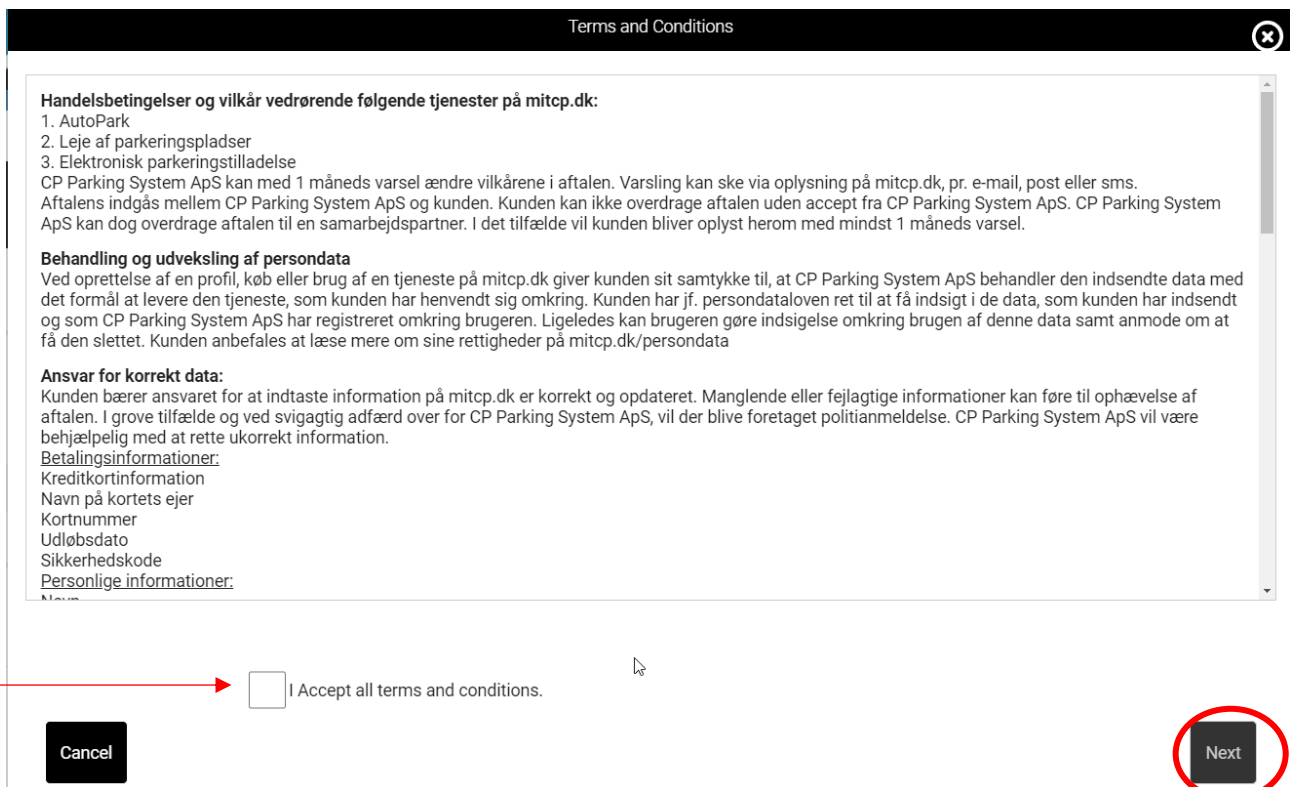 Terms and Conditions
Handelsbetingelser og vilkår vedrørende følgende tjenester på mitcp.dk:
1. AutoPark
2. Leje af parkeringspladser
3. Elektronisk parkeringstilladelse
CP Parking System ApS kan med 1 måneds varsel ændre vilkårene i aftalen. Varsling kan ske via oplysning på mitcp.dk, pr. e-mail, post eller sms.
Aftalens indgås mellem CP Parking System ApS og kunden. Kunden kan ikke overdrage aftalen uden accept fra CP Parking System ApS. CP Parking System
ApS kan dog overdrage aftalen til en samarbejdspartner. I det tilfælde vil kunden bliver oplyst herom med mindst 1 måneds varsel.
Behandling og udveksling af persondata
Ved oprettelse af en profil, køb eller brug af en tjeneste på mitcp.dk giver kunden sit samtykke til, at CP Parking System ApS behandler den indsendte data med
det formål at levere den tjeneste, som kunden har henvendt sig omkring. Kunden har jf. persondataloven ret til at få indsigt i de data, som kunden har indsendt
og som CP Parking System ApS har registreret omkring brugeren. Ligeledes kan brugeren gøre indsigelse omkring brugen af denne data samt anmode om at
få den slettet. Kunden anbefales at læse mere om sine rettigheder på mitcp.dk/persondata
Ansvar for korrekt data:
Kunden bærer ansvaret for at indtaste information på mitcp.dk er korrekt og opdateret. Manglende eller fejlagtige informationer kan føre til ophævelse af
aftalen. I grove tilfælde og ved svigagtig adfærd over for CP Parking System ApS, vil der blive foretaget politianmeldelse. CP Parking System ApS vil være
behjælpelig med at rette ukorrekt information.
Betalingsinformationer:
Kreditkortinformation
Navn på kortets ejer
Kortnummer
Udløbsdato
Sikkerhedskode
Personlige informationer:
Navn
I Accept all terms and conditions.
Cancel
Next